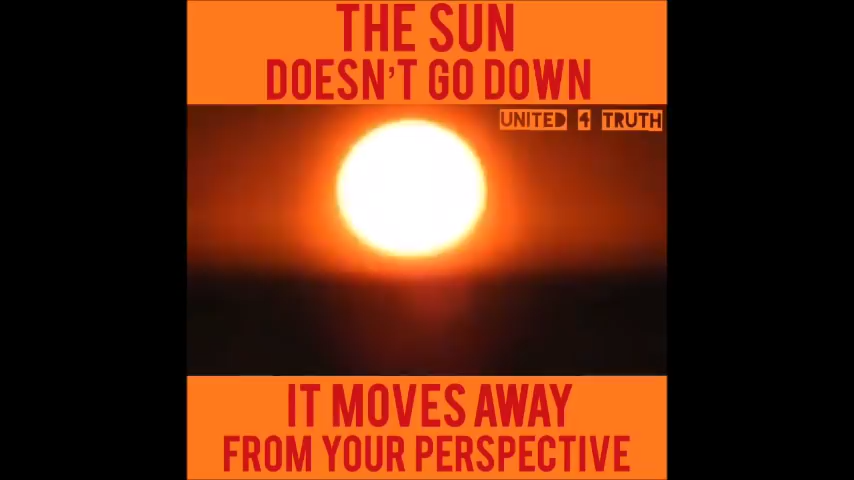 THE SUN
DOESN'T GO DOWN
UNITED 4 TRUTH
IT MOVES AWAY
FROM YOUR PERSPECTIVE